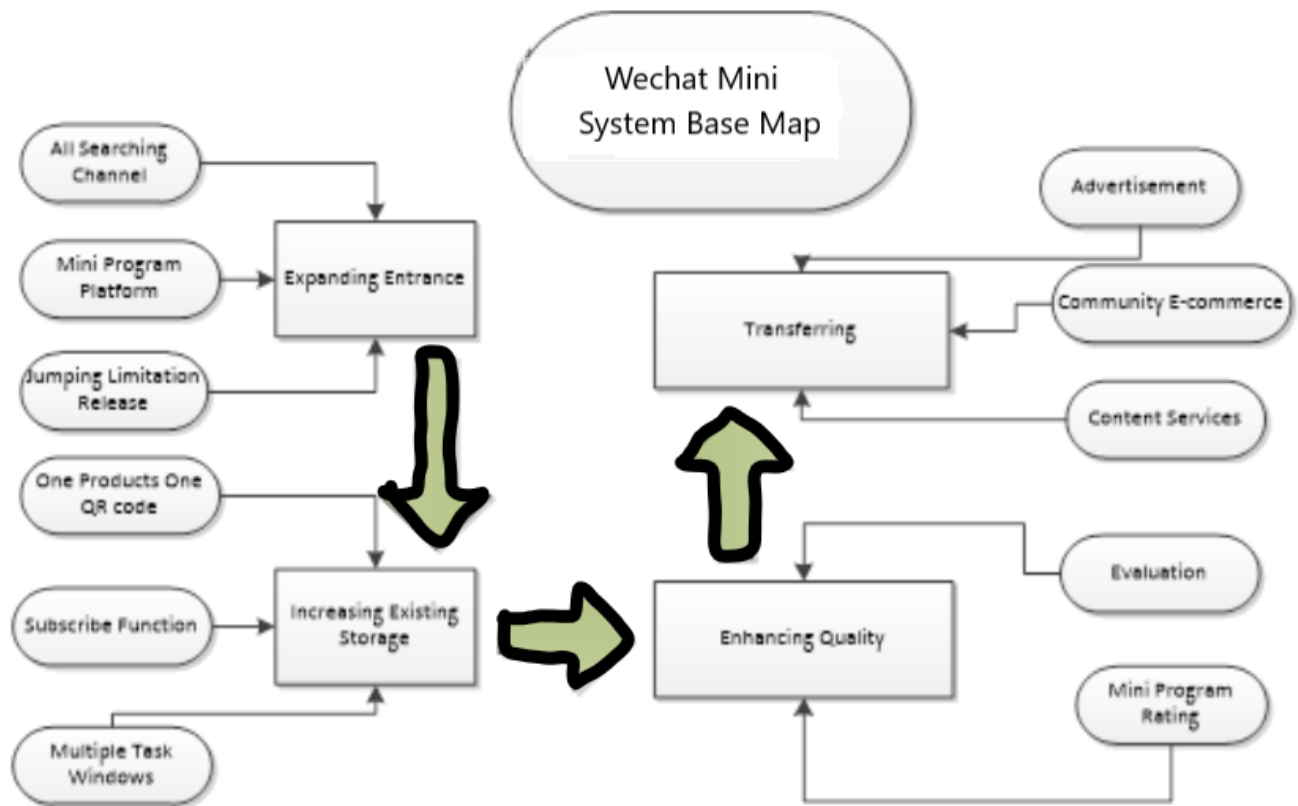 Wechat Mini
System Base Map
All Searching
Channel
Mini Program
Platform
Jumping Limitation
Release
Expanding Entrance
One Products One
QR code
Subscribe Function
Multiple Task
Windows
Increasing Existing
Storage
Advertisement
Community E-commerce
Content Services
Transferring
Evaluation
Mini Program
Rating
Enhancing Quality